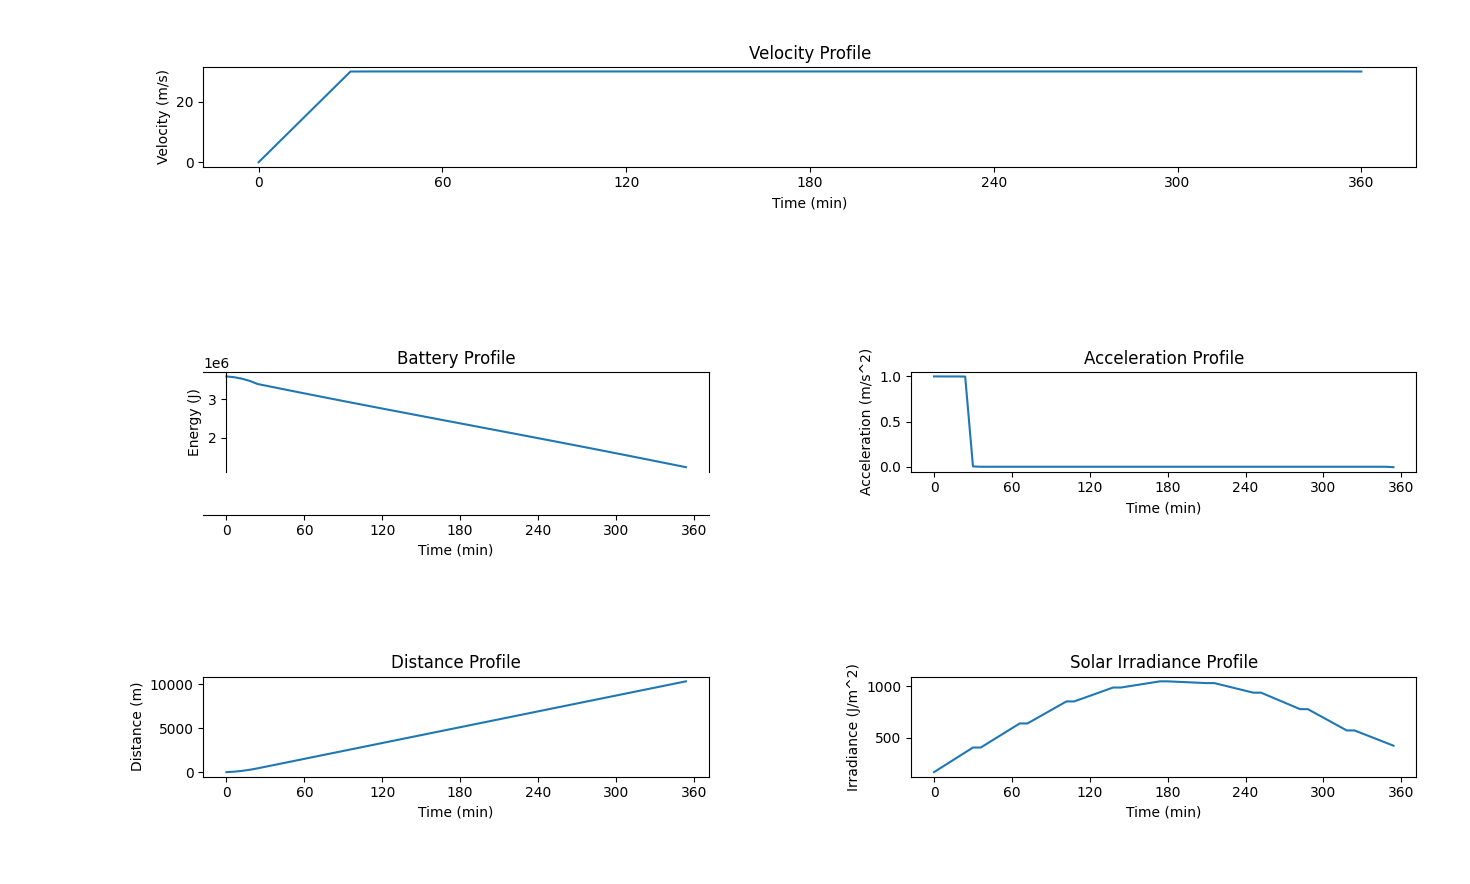 Velocity Profile
Velocity (m/s)
20
0
0 60 120 180 240 300 360
Time (min)
Battery Profile
1e6
Energy (J)
3
2
0 60 120 180 240 300 360
Time (min)
Acceleration Profile
Acceleration (m/s^2)
1.0
0.5
0.0
0 60 120 180 240 300 360
Time (min)
Distance Profile
Distance (m)
10000
5000
0
0 60 120 180 240 300 360
Time (min)
Solar Irradiance Profile
Irradiance (J/m^2)
1000
500
0 60 120 180 240 300 360
Time (min)